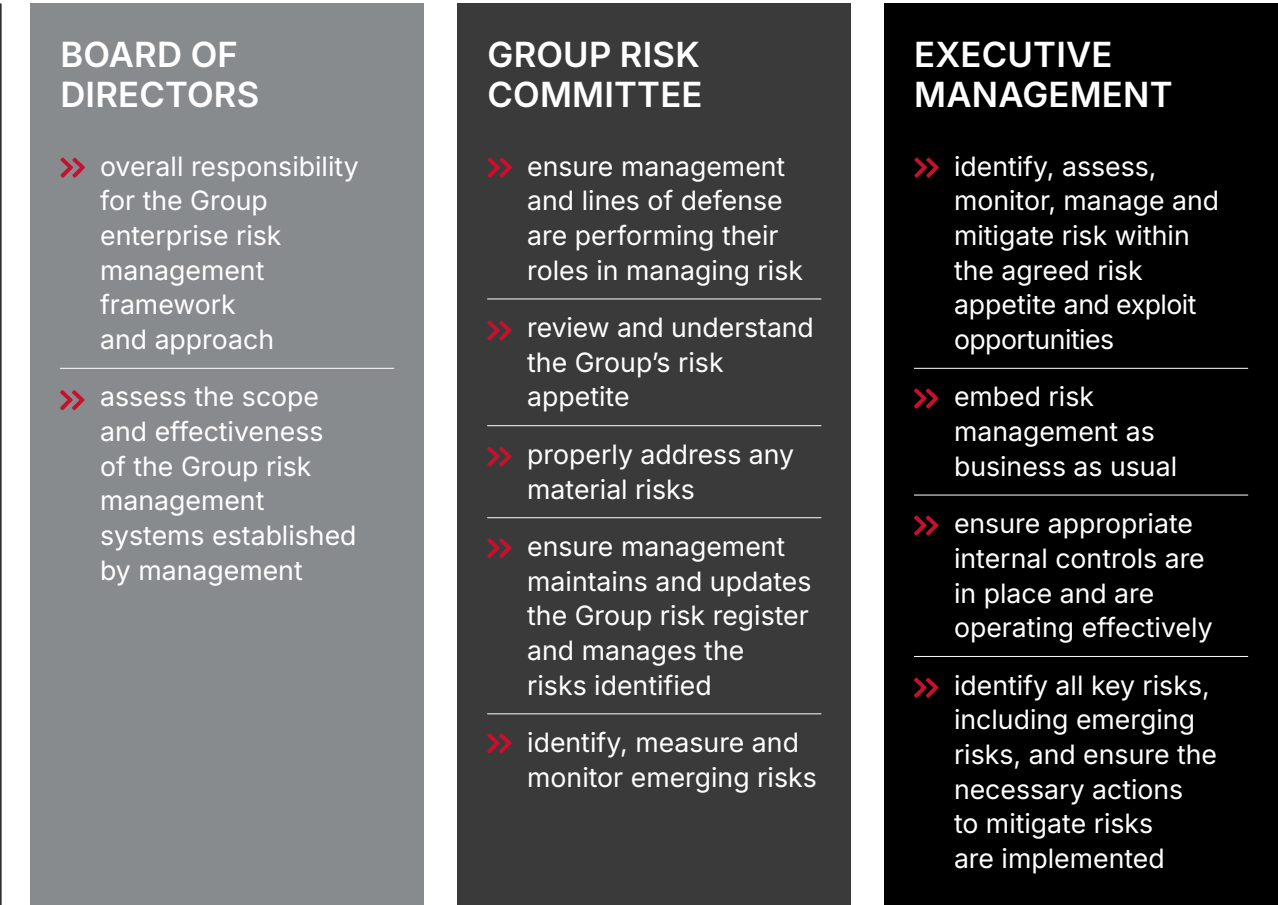 BOARD OF
DIRECTORS
overall responsibility
for the Group
enterprise risk
management
framework
and approach
assess the scope
and effectiveness
of the Group risk
management
systems established
by management
GROUP RISK
COMMITTEE
ensure management
and lines of defense
are performing their
roles in managing risk
review and understand
the Group’s risk
appetite
properly address any
material risks
ensure management
maintains and updates
the Group risk register
and manages the
risks identified
identify, measure and
monitor emerging risks
EXECUTIVE
MANAGEMENT
identify, assess,
monitor, manage and
mitigate risk within
the agreed risk
appetite and exploit
opportunities
embed risk
management as
business as usual
ensure appropriate
internal controls are
in place and are
operating effectively
identify all key risks,
including emerging
risks, and ensure the
necessary actions
to mitigate risks
are implemented